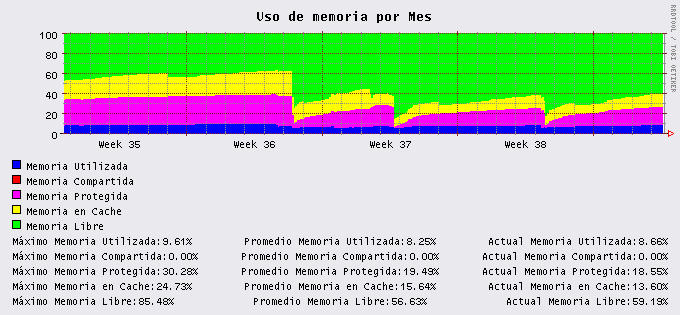 Uso de memoria por Mes
RRDTOOL / TOBI OETIKER
100
80
60
40
20
0
Week 35 Week 36 Week 37 Week 38
Memoria Utilizada
Memoria Compartida
Memoria Protegida
Memoria en Cache
Memoria Libre
Máximo Memoria Utilizada:9.61% Promedio Memoria Utilizada:8.25% Actual Memoria Utilizada:8.66%
Máximo Memoria Compartida:0.00% Promedio Memoria Compartida:0.00% Actual Memoria Compartida:0.00%
Máximo Memoria Protegida:30.28% Promedio Memoria Protegida:19.49% Actual Memoria Protegida:18.55%
Máximo Memoria en Cache:24.73% Promedio Memoria en Cache:15.64% Actual Memoria en Cache:13.60%
Máximo Memoria Libre:85.48% Promedio Memoria Libre:56.63% Actual Memoria Libre:59.19%